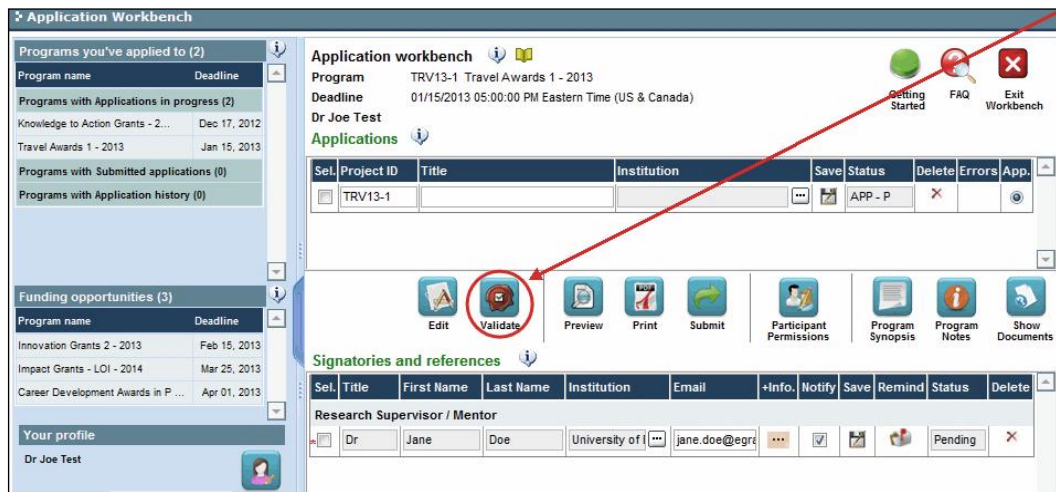 Application Workbench
Programs you've applied to (2)
Program name Deadline
Programs with Applications in progress (2)
Knowledge to Action Grants - 2... Dec 17, 2012
Travel Awards 1 - 2013 Jan 15, 2013
Programs with Submitted applications (0)
Programs with Application history (0)
Funding opportunities (3)
Program name Deadline
Innovation Grants 2 - 2013 Feb 15, 2013
Impact Grants - LOI - 2014 Mar 25, 2013
Career Development Awards in P ... Apr 01, 2013
Your profile
Dr Joe Test
Application workbench
Program TRV13-1 Travel Awards 1 - 2013
Deadline 01/15/2013 05:00:00 PM Eastern Time (US & Canada)
Dr Joe Test
Getting Started
FAQ
Exit Workbench
Applications
Sel. Project ID Title Institution Save Status Delete Errors App.
TRV13-1 ... APP - P
Edit
Validate
Preview
PDF
Print
Submit
Participant Permissions
Program Synopsis
Program Notes
Show Documents
Signatories and references
Sel. Title First Name Last Name Institution Email +Info. Notify Save Remind Status Delete
Research Supervisor / Mentor
Dr Jane Doe University of ... jane.doe@egra ... Pending